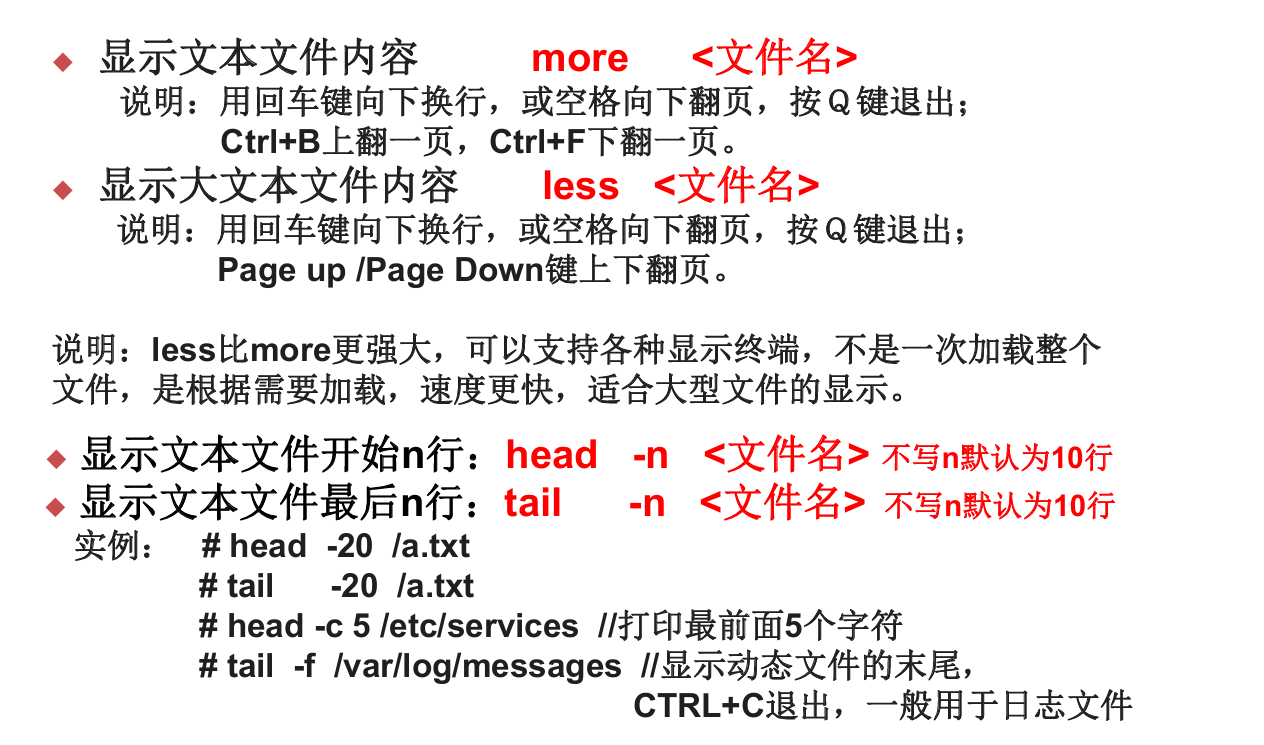 ◆ 显示文本文件内容 more <文件名>
说明：用回车键向下换行，或空格向下翻页，按Ｑ键退出；
Ctrl+B上翻一页，Ctrl+F下翻一页。
◆ 显示大文本文件内容 less <文件名>
说明：用回车键向下换行，或空格向下翻页，按Ｑ键退出；
Page up /Page Down键上下翻页。
说明：less比more更强大，可以支持各种显示终端，不是一次加载整个
文件，是根据需要加载，速度更快，适合大型文件的显示。
◆ 显示文本文件开始n行：head -n <文件名> 不写n默认为10行
◆ 显示文本文件最后n行：tail -n <文件名> 不写n默认为10行
实例： # head -20 /a.txt
# tail -20 /a.txt
# head -c 5 /etc/services //打印最前面5个字符
# tail -f /var/log/messages //显示动态文件的末尾，
CTRL+C退出，一般用于日志文件